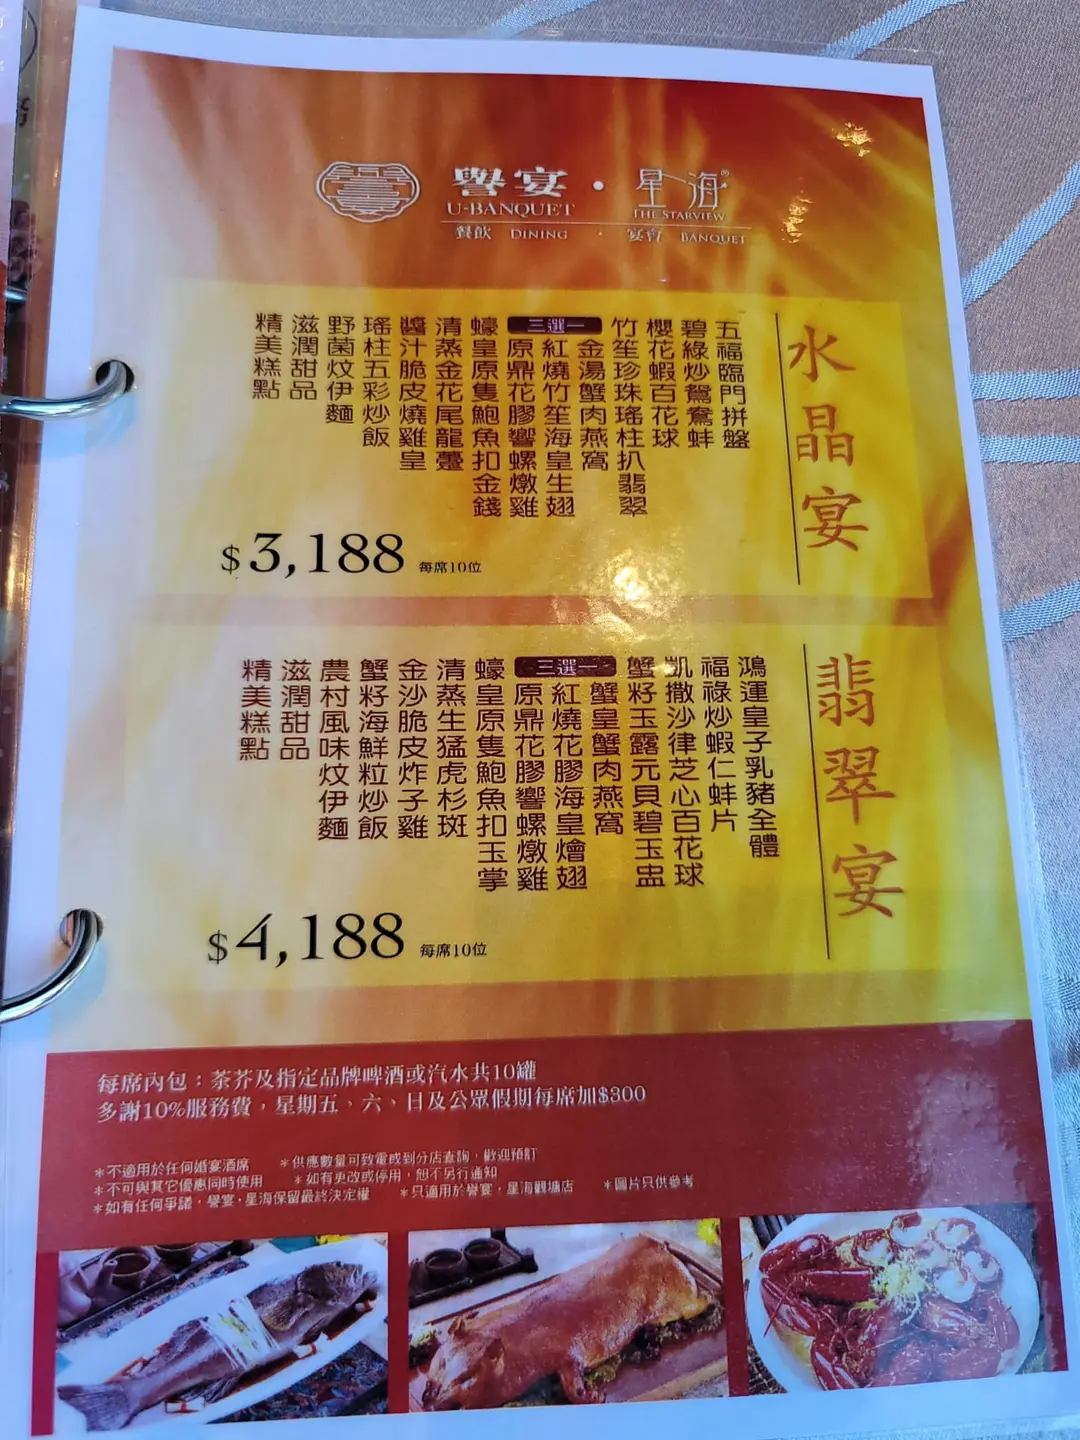 譽宴・星海®
U-BANQUET THE STARVIEW
餐飲 DINING ・ 宴會 BANQUET
水晶宴
五福臨門拼盤
碧綠炒鴛鴦蚌
櫻花蝦百花球
竹笙珍珠瑤柱扒翡翠
三選一
金湯蟹肉燕窩
紅燒竹笙海皇生翅
原鼎花膠響螺燉雞
蠔皇原隻鮑魚扣金錢
清蒸金花尾龍躉
醬汁脆皮燒雞皇
瑤柱五彩炒飯
野菌炆伊麵
滋潤甜品
精美糕點
$3,188 每席10位
翡翠宴
鴻運皇子乳豬全體
福祿炒蝦仁蚌片
凱撒沙律芝心百花球
蟹籽玉露元貝碧玉盅
三選一
蟹皇蟹肉燕窩
紅燒花膠海皇燴翅
原鼎花膠響螺燉雞
蠔皇原隻鮑魚扣玉掌
清蒸生猛虎杉斑
金沙脆皮炸子雞
蟹籽海鮮粒炒飯
農村風味炆伊麵
滋潤甜品
精美糕點
$4,188 每席10位
每席內包：茶芥及指定品牌啤酒或汽水共10罐
多謝10%服務費，星期五、六、日及公眾假期每席加$300
＊不適用於任何婚宴酒席 ＊供應數量可致電或到分店查詢，歡迎預訂
＊不可與其它優惠同時使用 ＊如有更改或停用，恕不另行通知
＊如有任何爭議，譽宴・星海保留最終決定權 ＊只適用於譽宴・星海觀塘店 ＊圖片只供參考